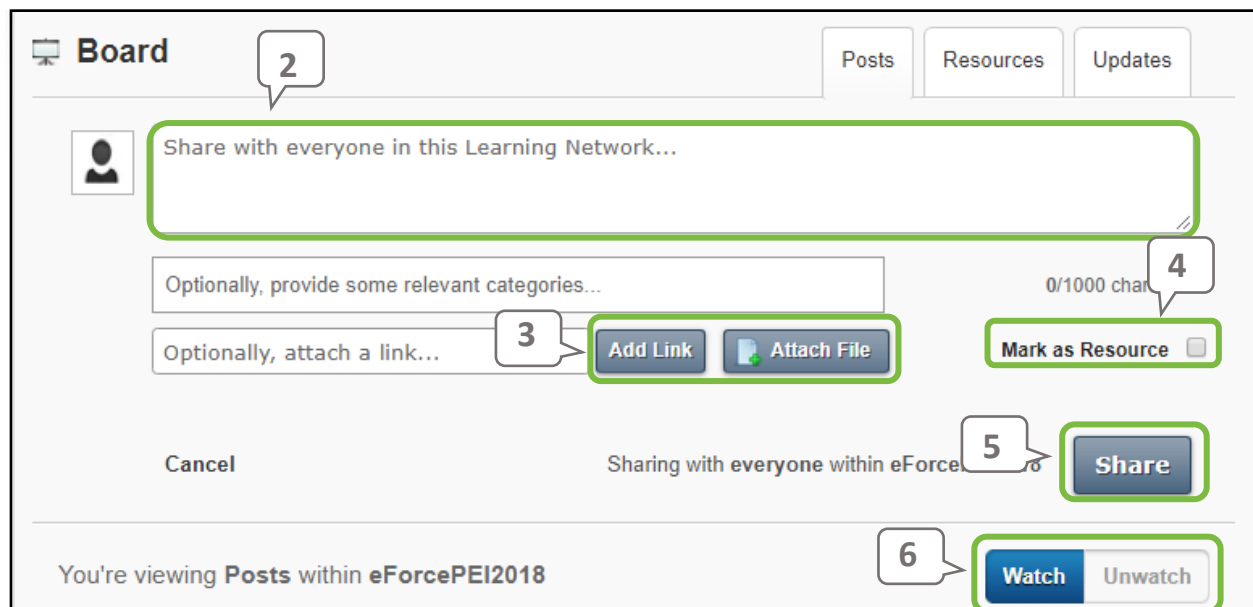 Board
2
Posts
Resources
Updates
Share with everyone in this Learning Network...
Optionally, provide some relevant categories...
0/1000 char
4
Optionally, attach a link...
3
Add Link
Attach File
Mark as Resource
Cancel
Sharing with everyone within eForce
5
Share
You're viewing Posts within eForcePEI2018
6
Watch
Unwatch